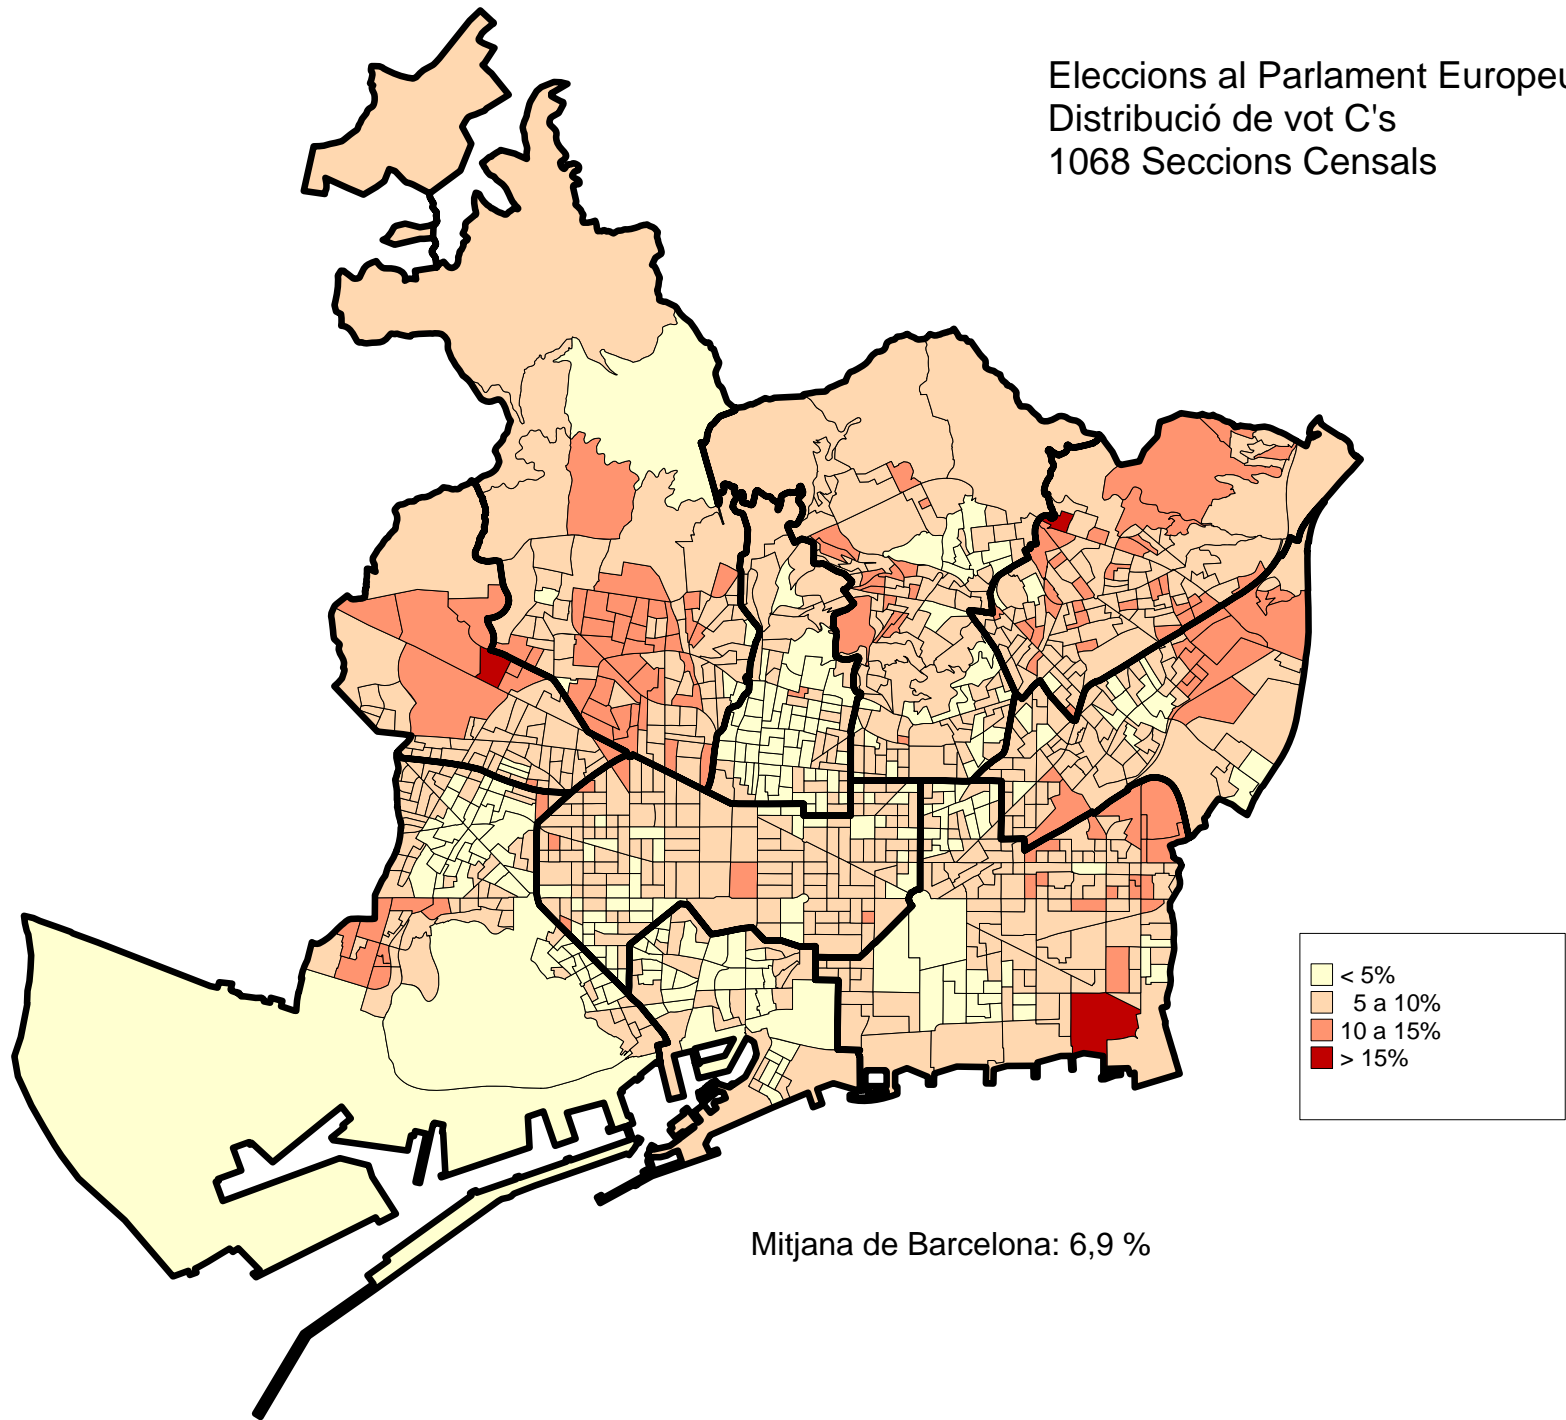 Eleccions al Parlament Europeu
Distribució de vot C's
1068 Seccions Censals
< 5%
5 a 10%
10 a 15%
> 15%
Mitjana de Barcelona: 6,9 %